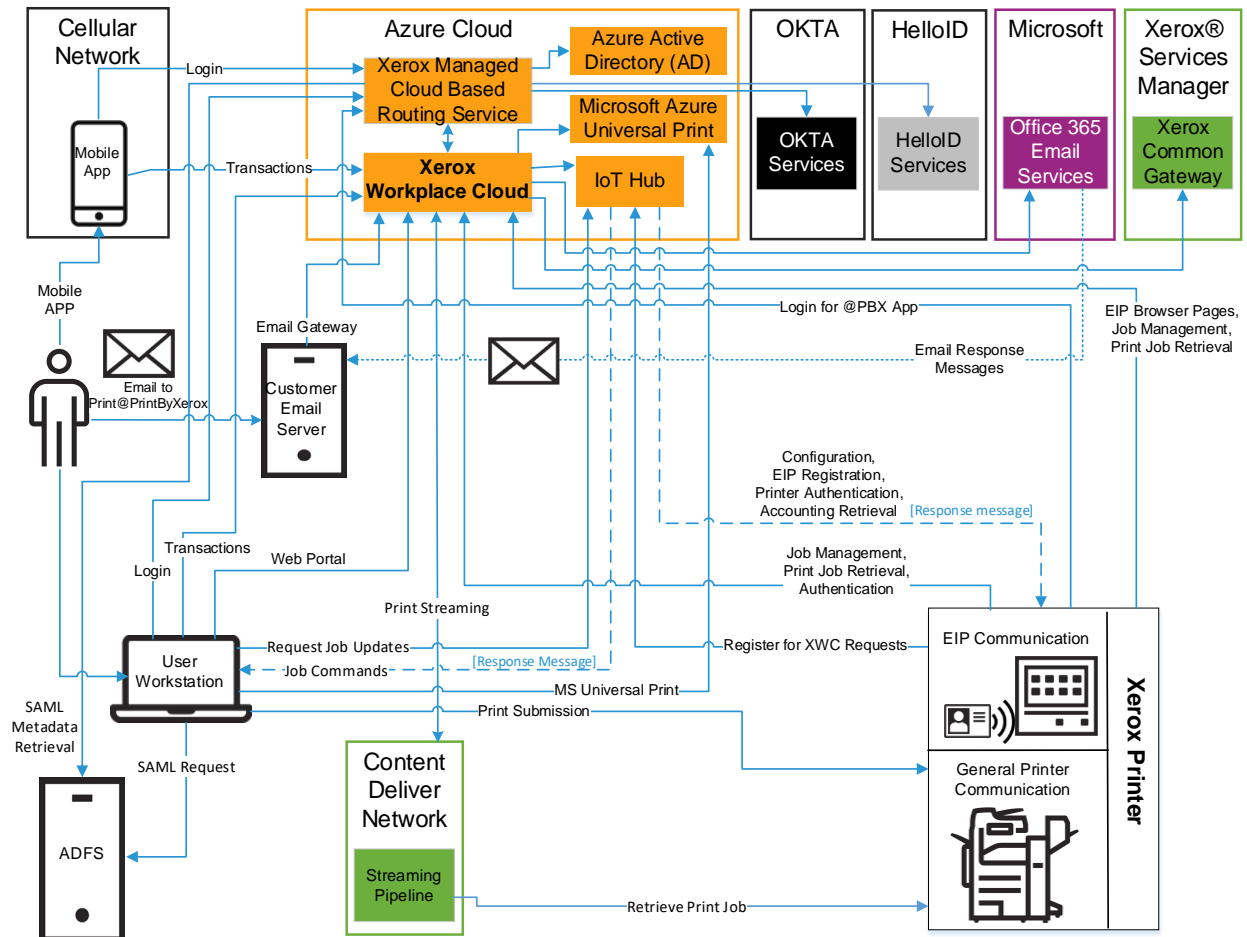 Cellular
Network
Azure Cloud
OKTA
HelloID
Microsoft
Xerox®
Services
Manager
Azure Active
Directory (AD)
Xerox Managed
Cloud Based
Routing Service
Login
Microsoft Azure
Universal Print
Mobile
App
OKTA
Services
HelloID
Services
Office 365
Email
Services
Xerox
Common
Gateway
Transactions
Xerox
Workplace Cloud
IoT Hub
Mobile
APP
Login for @PBX App
EIP Browser Pages,
Job Management,
Print Job Retrieval
Email Gateway
Email Response
Messages
Email to
Print@PrintByXerox
Customer
Email
Server
Configuration,
EIP Registration,
Printer Authentication,
Accounting Retrieval
[Response message]
Transactions
Web Portal
Login
Job Management,
Print Job Retrieval,
Authentication
Print Streaming
User
Workstation
Request Job Updates
[Response Message]
Job Commands
Register for XWC Requests
EIP Communication
MS Universal Print
Print Submission
SAML
Metadata
Retrieval
SAML Request
Xerox Printer
General Printer
Communication
Content
Deliver
Network
ADFS
Streaming
Pipeline
Retrieve Print Job